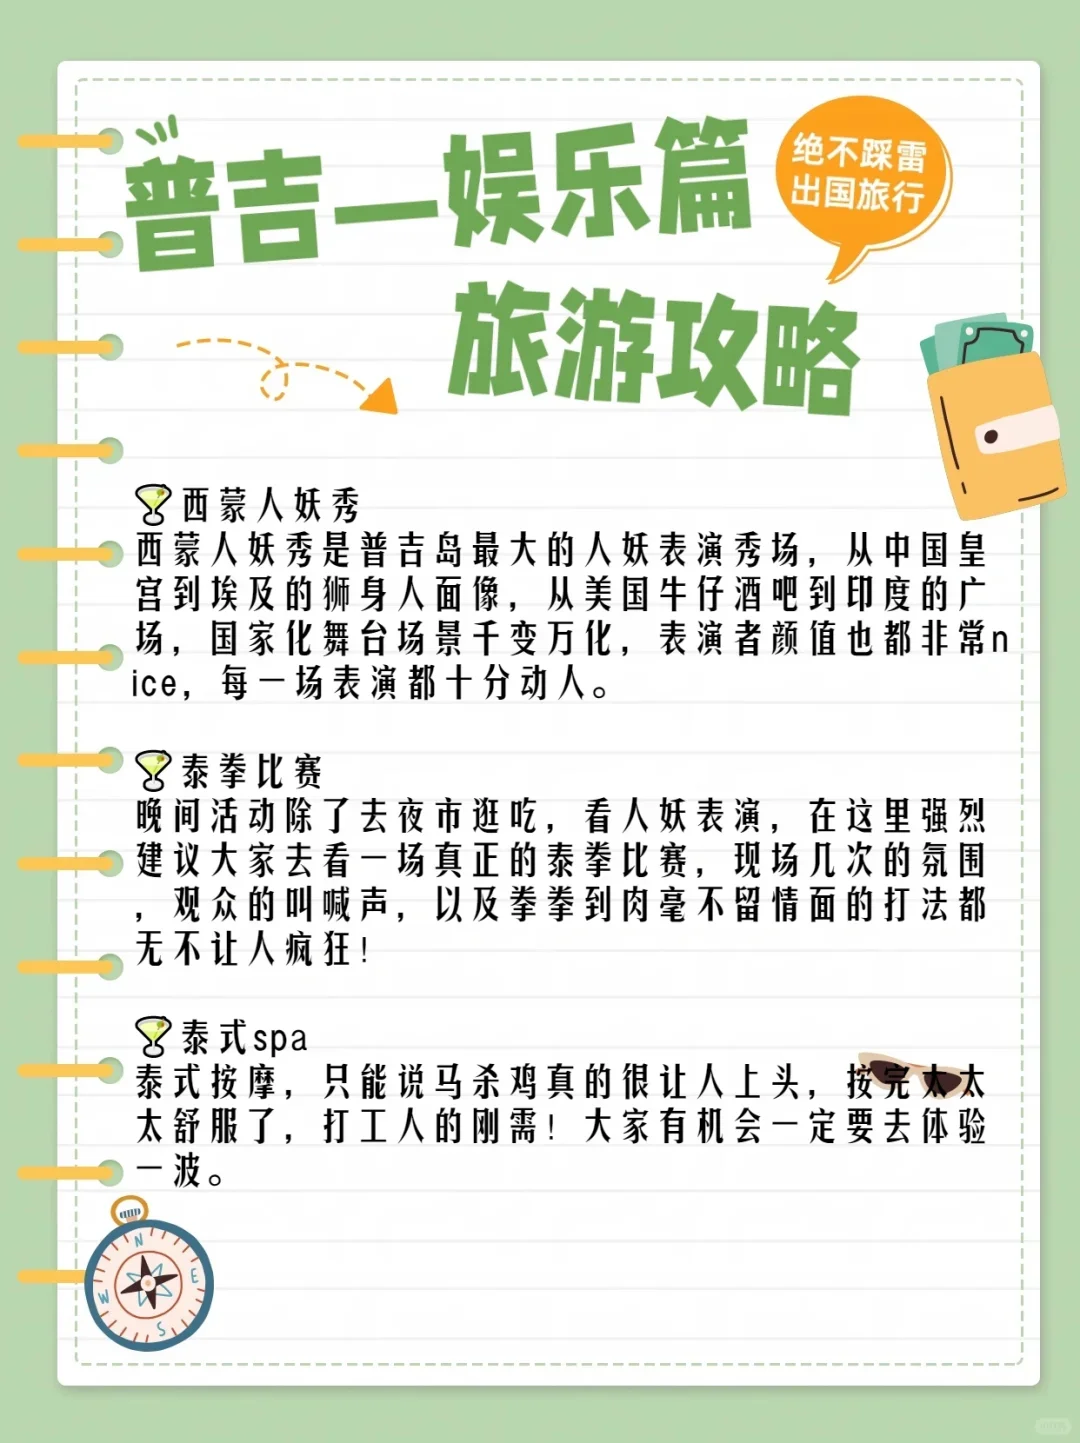 普吉—娱乐篇
绝不踩雷
出国旅行
旅游攻略
西蒙人妖秀
西蒙人妖秀是普吉岛最大的人妖表演秀场，从中国皇
宫到埃及的狮身人面像，从美国牛仔酒吧到印度的广
场，国家化舞台场景千变万化，表演者颜值也都非常n
ice，每一场表演都十分动人。
泰拳比赛
晚间活动除了去夜市逛吃，看人妖表演，在这里强烈
建议大家去看一场真正的泰拳比赛，现场几次的氛围
，观众的叫喊声，以及拳拳到肉毫不留情面的打法都
无不让人疯狂！
泰式spa
泰式按摩，只能说马杀鸡真的很让人上头，按完太太
太舒服了，打工人的刚需！大家有机会一定要去体验
一波。
N
E
W
S